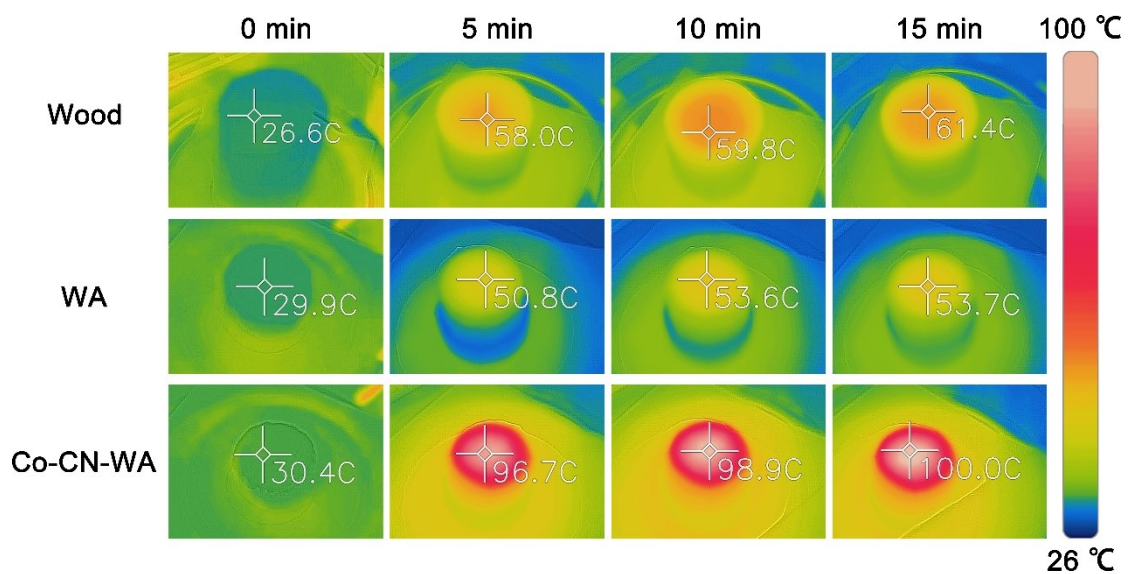 0 min 5 min 10 min 15 min 100 ℃
Wood 26.6C 58.0C 59.8C 61.4C
WA 29.9C 50.8C 53.6C 53.7C
Co-CN-WA 30.4C 96.7C 98.9C 100.0C
26 ℃